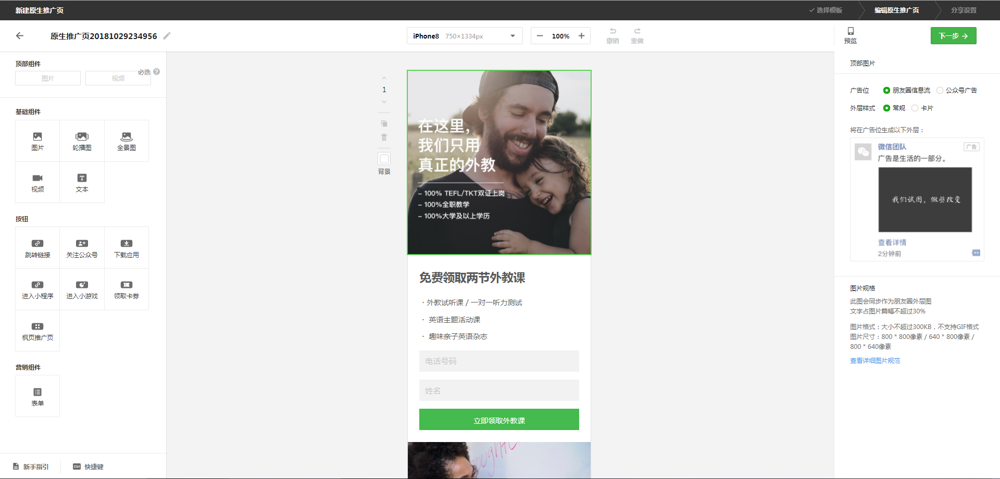 新建原生推广页
选择模板
编辑原生推广页
分享设置
原生推广页20181029234956
iPhone8 750×1334px
100%
撤销
重做
预览
下一步
顶部组件
必选
图片
视频
基础组件
图片
轮播图
全景图
视频
文本
按钮
跳转链接
关注公众号
下载应用
进入小程序
进入小游戏
领取卡券
枫页推广页
营销组件
表单
新手指引
Ctrl 快捷键
1
背景
在这里，
我们只用
真正的外教
– 100% TEFL/TKT双证上岗
– 100%全职教学
– 100%大学及以上学历
免费领取两节外教课
· 外教试听课 / 一对一听力测试
· 英语主题活动课
· 趣味亲子英语杂志
电话号码
姓名
立即领取外教课
顶部图片
广告位 朋友圈信息流 公众号广告
外层样式 常规 卡片
将在广告位生成以下外层：
微信团队
广告
广告是生活的一部分。
我们试图，做些改变
查看详情
2分钟前
图片规格
此图会同步作为朋友圈外层图
文字占图片篇幅不超过30%
图片格式：大小不超过300KB，不支持GIF格式
图片尺寸：800 * 800像素 / 640 * 800像素 /
800 * 640像素
查看详细图片规范